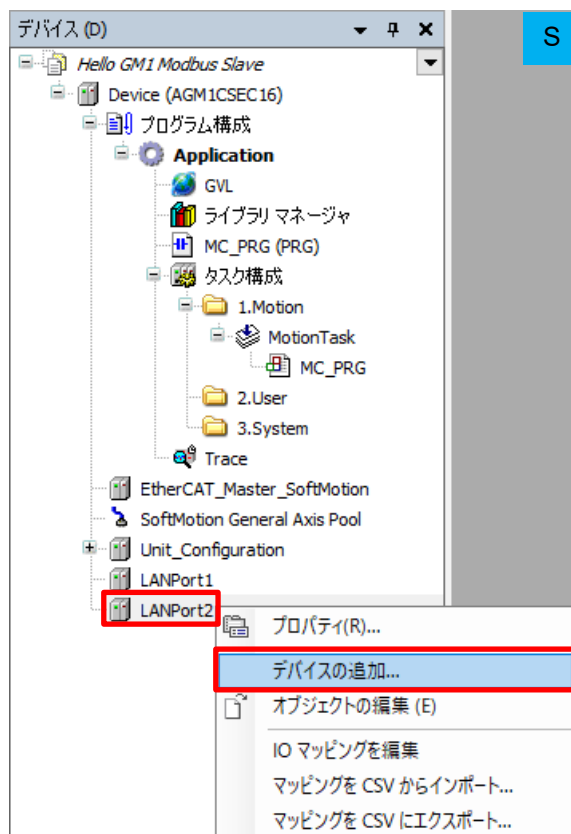 デバイス (D)
S
Hello GM1 Modbus Slave
Device (AGM1CSEC16)
プログラム構成
Application
GVL
ライブラリ マネージャ
MC_PRG (PRG)
タスク構成
1.Motion
MotionTask
MC_PRG
2.User
3.System
Trace
EtherCAT_Master_SoftMotion
SoftMotion General Axis Pool
Unit_Configuration
LANPort1
LANPort2
プロパティ(R)...
デバイスの追加...
オブジェクトの編集 (E)
IO マッピングを編集
マッピングを CSV からインポート...
マッピングを CSV にエクスポート...